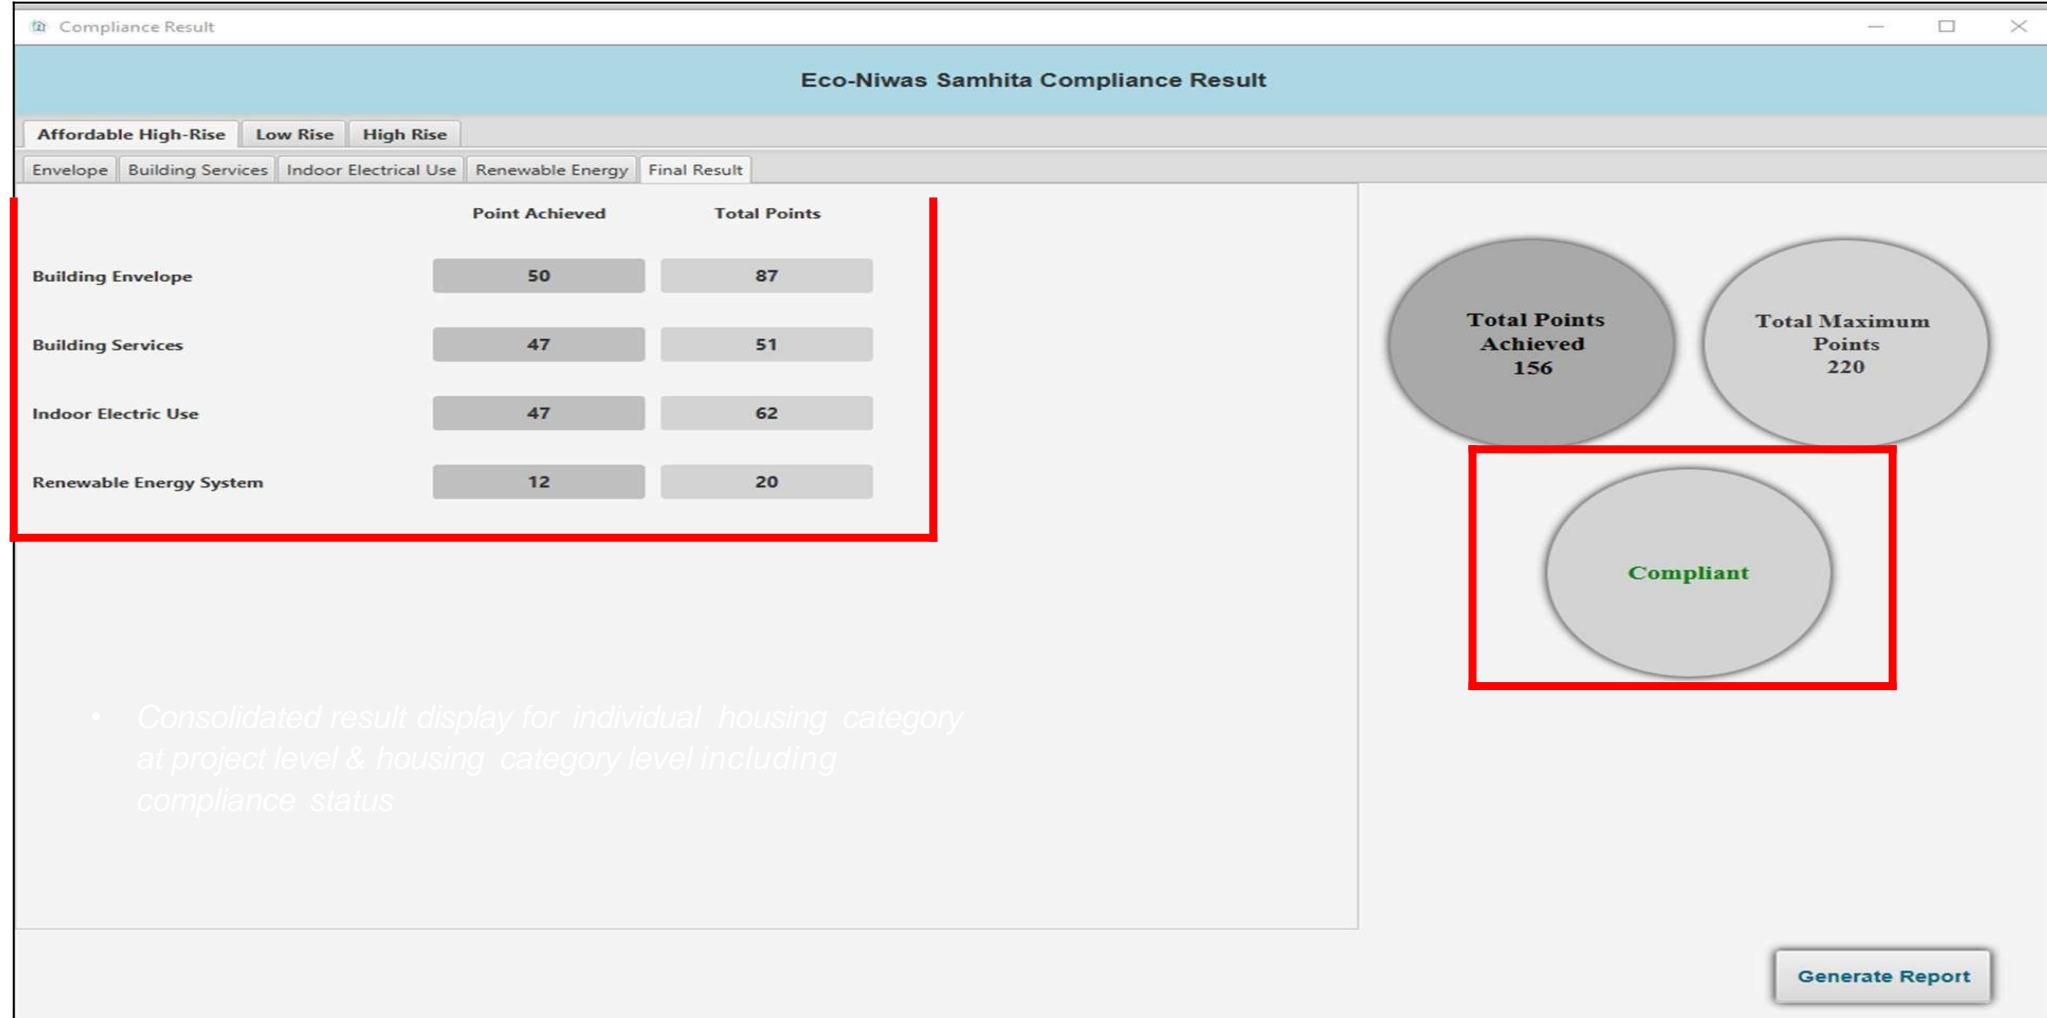 Compliance Result
Eco-Niwas Samhita Compliance Result
Affordable High-Rise Low Rise High Rise
Envelope Building Services Indoor Electrical Use Renewable Energy Final Result
Point Achieved Total Points
Building Envelope 50 87
Building Services 47 51
Indoor Electric Use 47 62
Renewable Energy System 12 20
Total Points
Achieved
156
Total Maximum
Points
220
Compliant
• Consolidated result display for individual housing category
at project level & housing category level including
compliance status
Generate Report